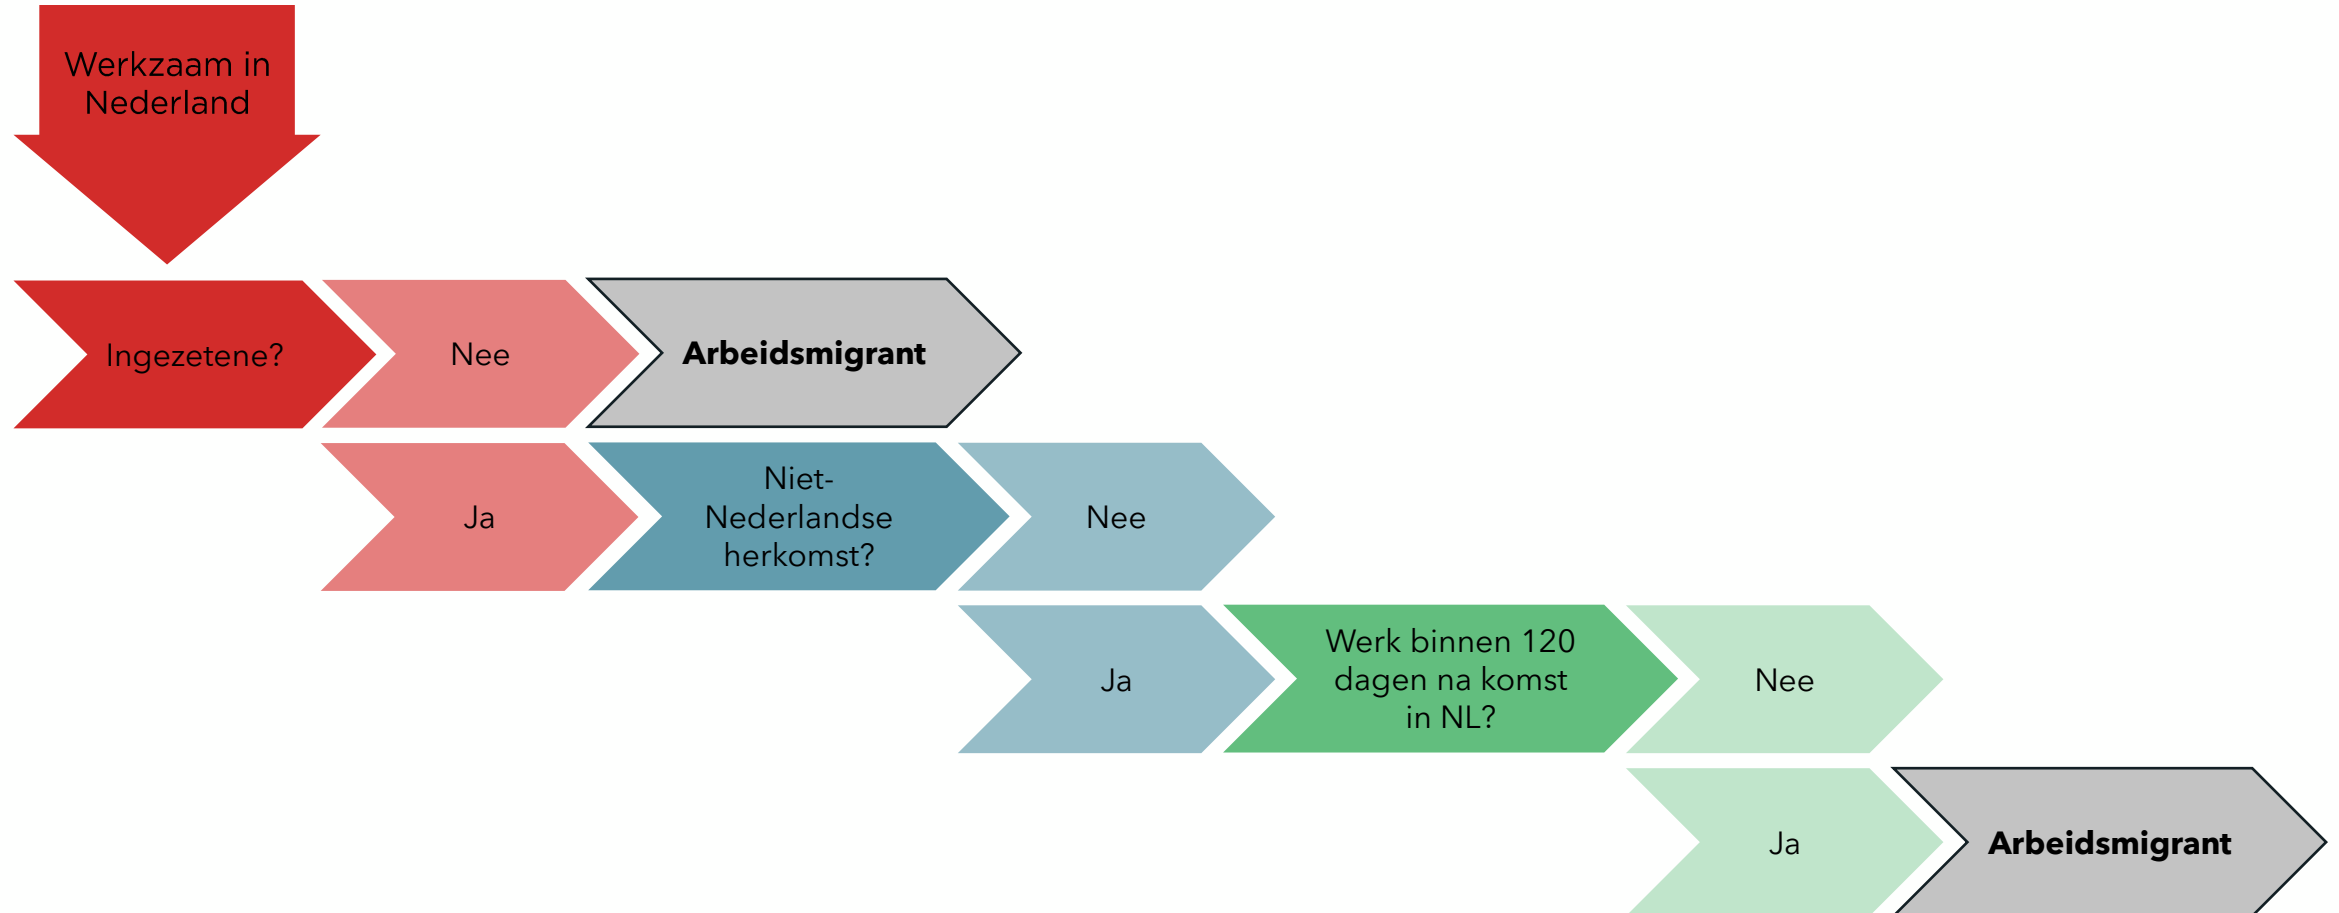 Werkzaam in
Nederland
Ingezetene?
Nee
Arbeidsmigrant
Ja
Niet-
Nederlandse
herkomst?
Nee
Ja
Werk binnen 120
dagen na komst
in NL?
Nee
Ja
Arbeidsmigrant